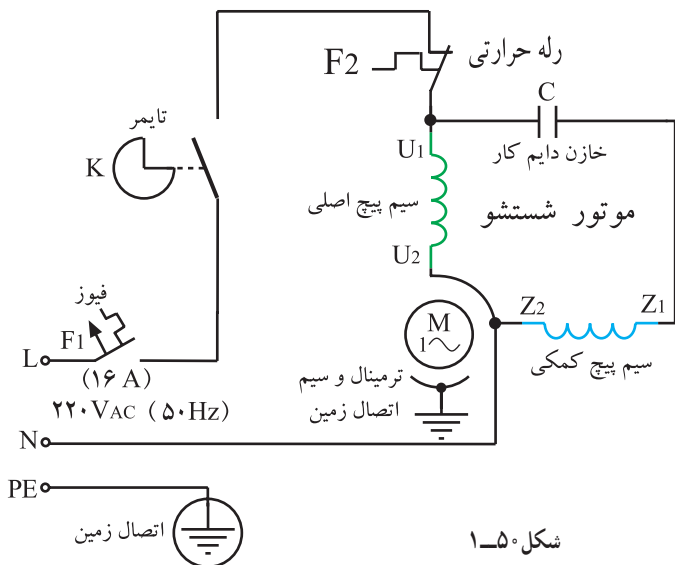 F2
رله حرارتی
C
تایمر
K
U1
خازن دایم کار
سیم پیچ اصلی
موتور شستشو
U2
فیوز
F1
L
(۱۶ A)
۲۲۰VAC (۵۰Hz)
M
1
Z2
Z1
سیم پیچ کمکی
ترمینال و سیم
اتصال زمین
N
PE
اتصال زمین
شکل ۵۰ــ۱